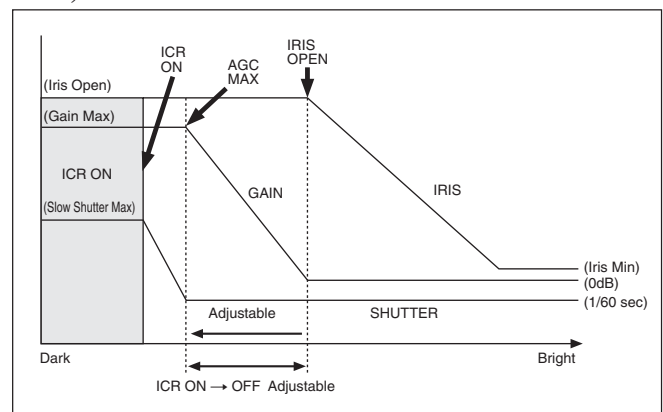 ICR
ON
AGC
MAX
IRIS
OPEN
(Iris Open)
(Gain Max)
ICR ON
(Slow Shutter Max)
GAIN
IRIS
(Iris Min)
(0dB)
(1/60 sec)
Adjustable
SHUTTER
Dark
Bright
ICR ON → OFF Adjustable